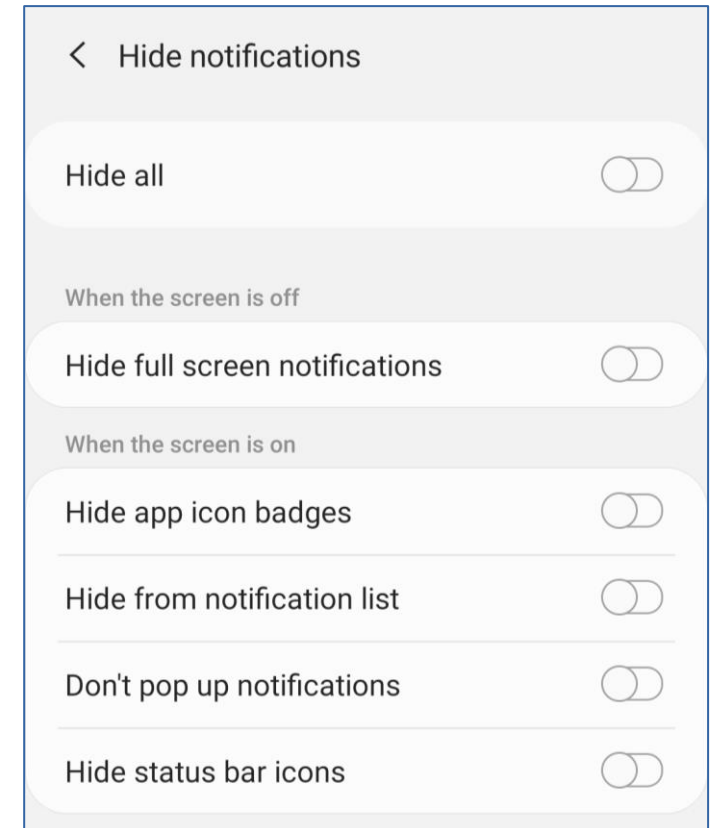 Hide notifications
Hide all
When the screen is off
Hide full screen notifications
When the screen is on
Hide app icon badges
Hide from notification list
Don't pop up notifications
Hide status bar icons